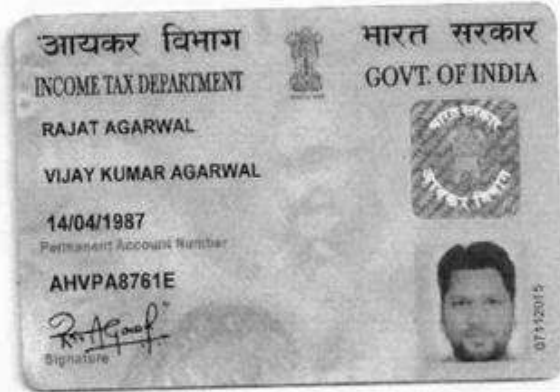 आयकर विभाग
INCOME TAX DEPARTMENT
भारत सरकार
GOVT. OF INDIA
RAJAT AGARWAL
VIJAY KUMAR AGARWAL
14/04/1987
Permanent Account Number
AHVPA8761E
Signature
07112015